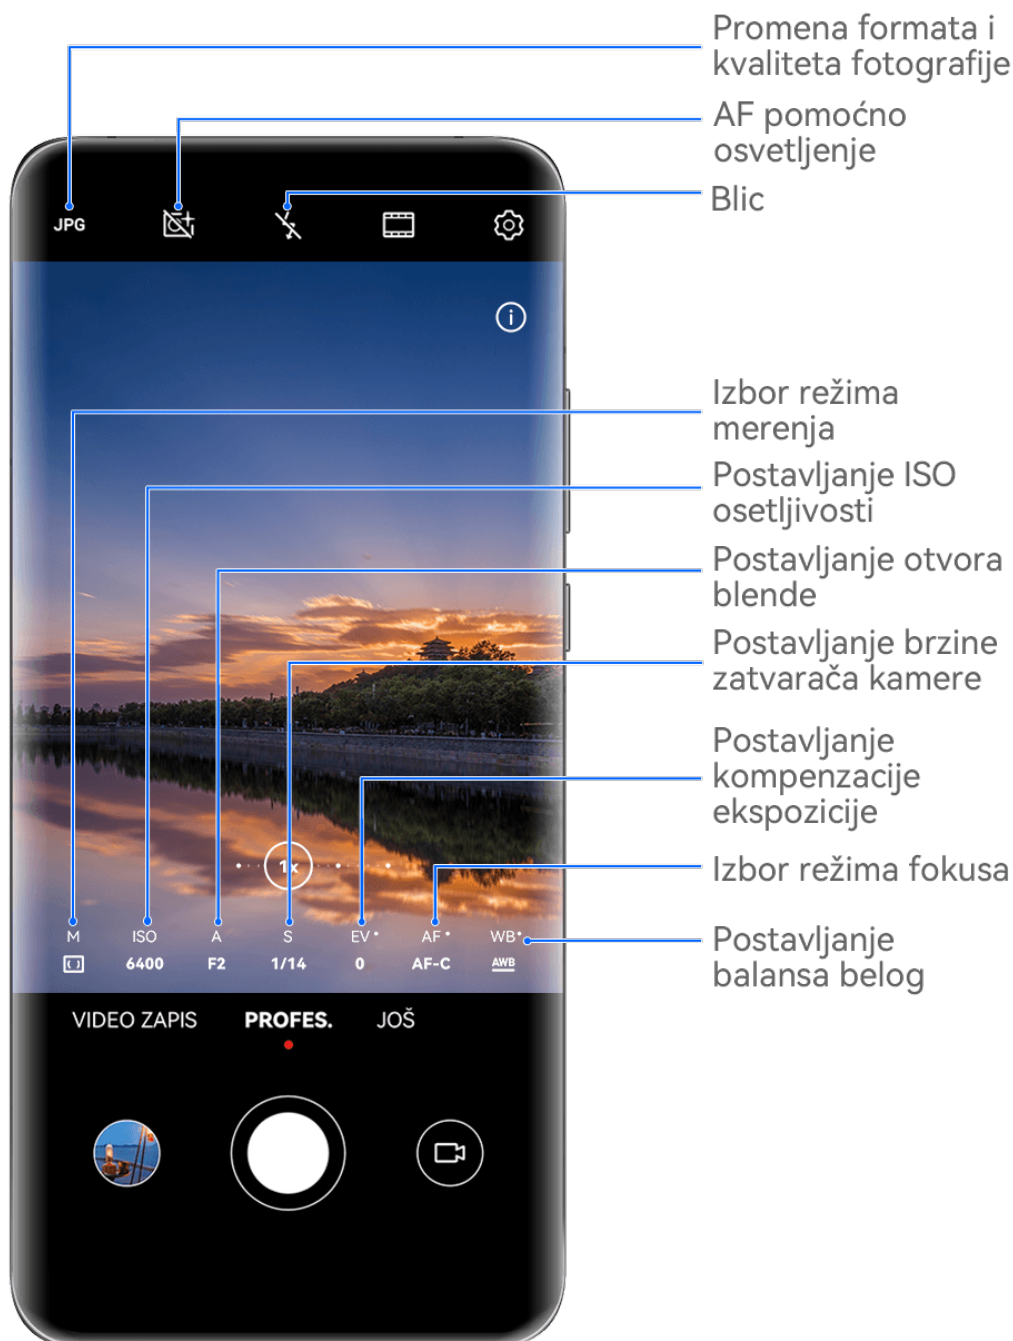 Promena formata i
kvaliteta fotografije
AF pomoćno
osvetljenje
Blic
JPG
Izbor režima
merenja
Postavljanje ISO
osetljivosti
Postavljanje otvora
blende
Postavljanje brzine
zatvarača kamere
Postavljanje
kompenzacije
ekspozicije
Izbor režima fokusa
Postavljanje
balansa belog
1x
M ISO A S EV AF WB
6400 F2 1/14 0 AF-C AWB
VIDEO ZAPIS PROFES. JOŠ